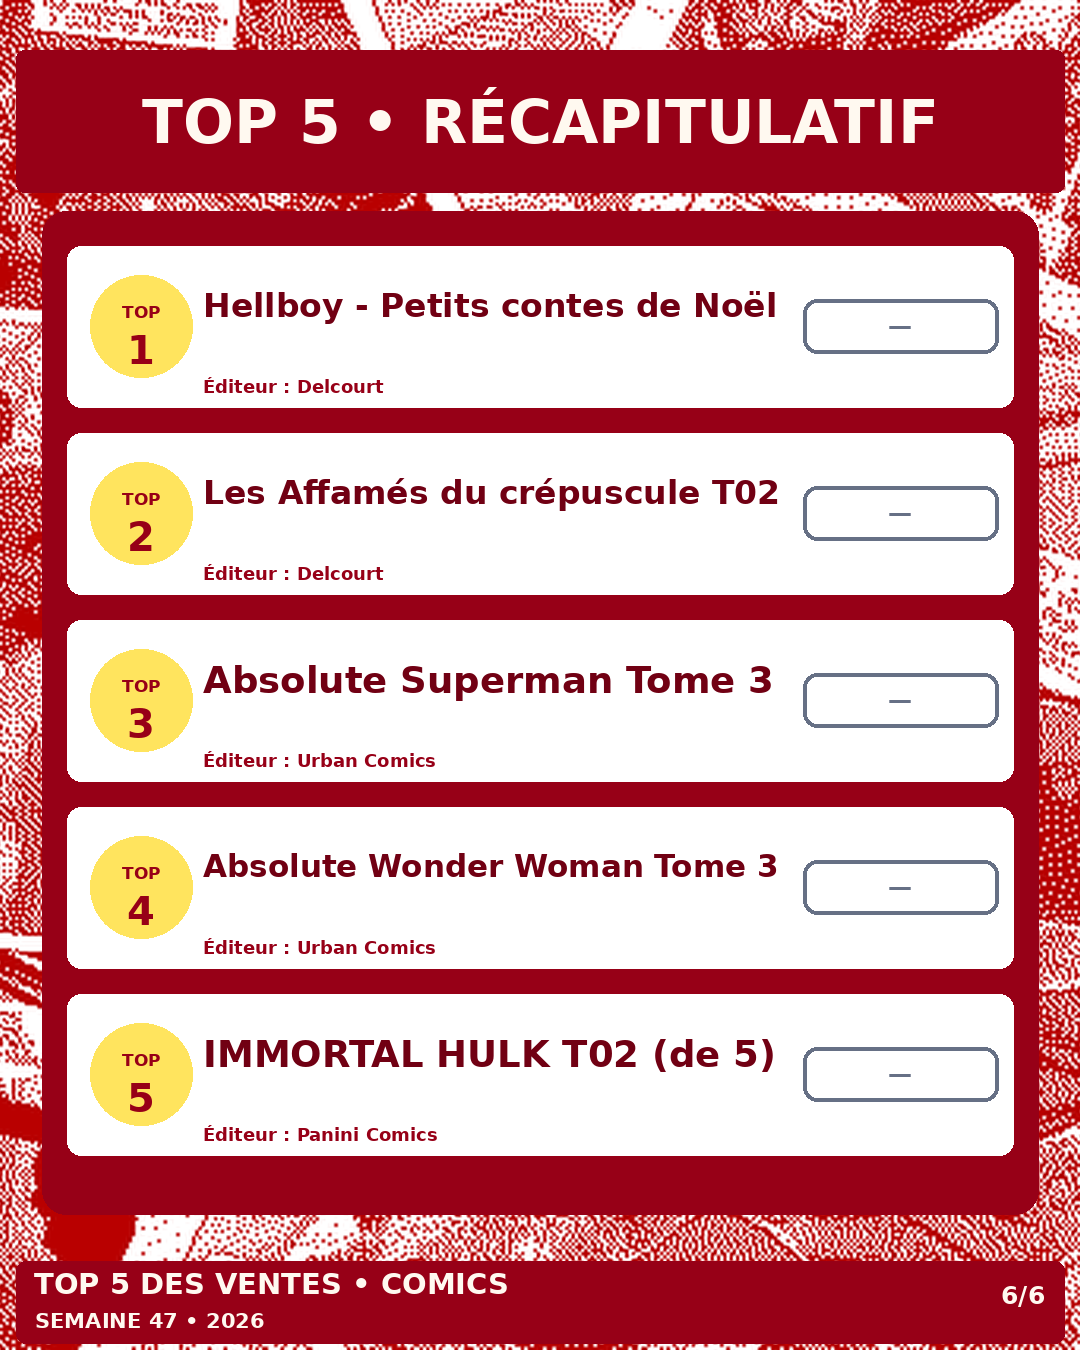 TOP 5 • RÉCAPITULATIF
TOP
1
Hellboy - Petits contes de Noël
—
Éditeur : Delcourt
TOP
2
Les Affamés du crépuscule T02
—
Éditeur : Delcourt
TOP
3
Absolute Superman Tome 3
—
Éditeur : Urban Comics
TOP
4
Absolute Wonder Woman Tome 3
—
Éditeur : Urban Comics
TOP
5
IMMORTAL HULK T02 (de 5)
—
Éditeur : Panini Comics
TOP 5 DES VENTES • COMICS
SEMAINE 47 • 2026
6/6